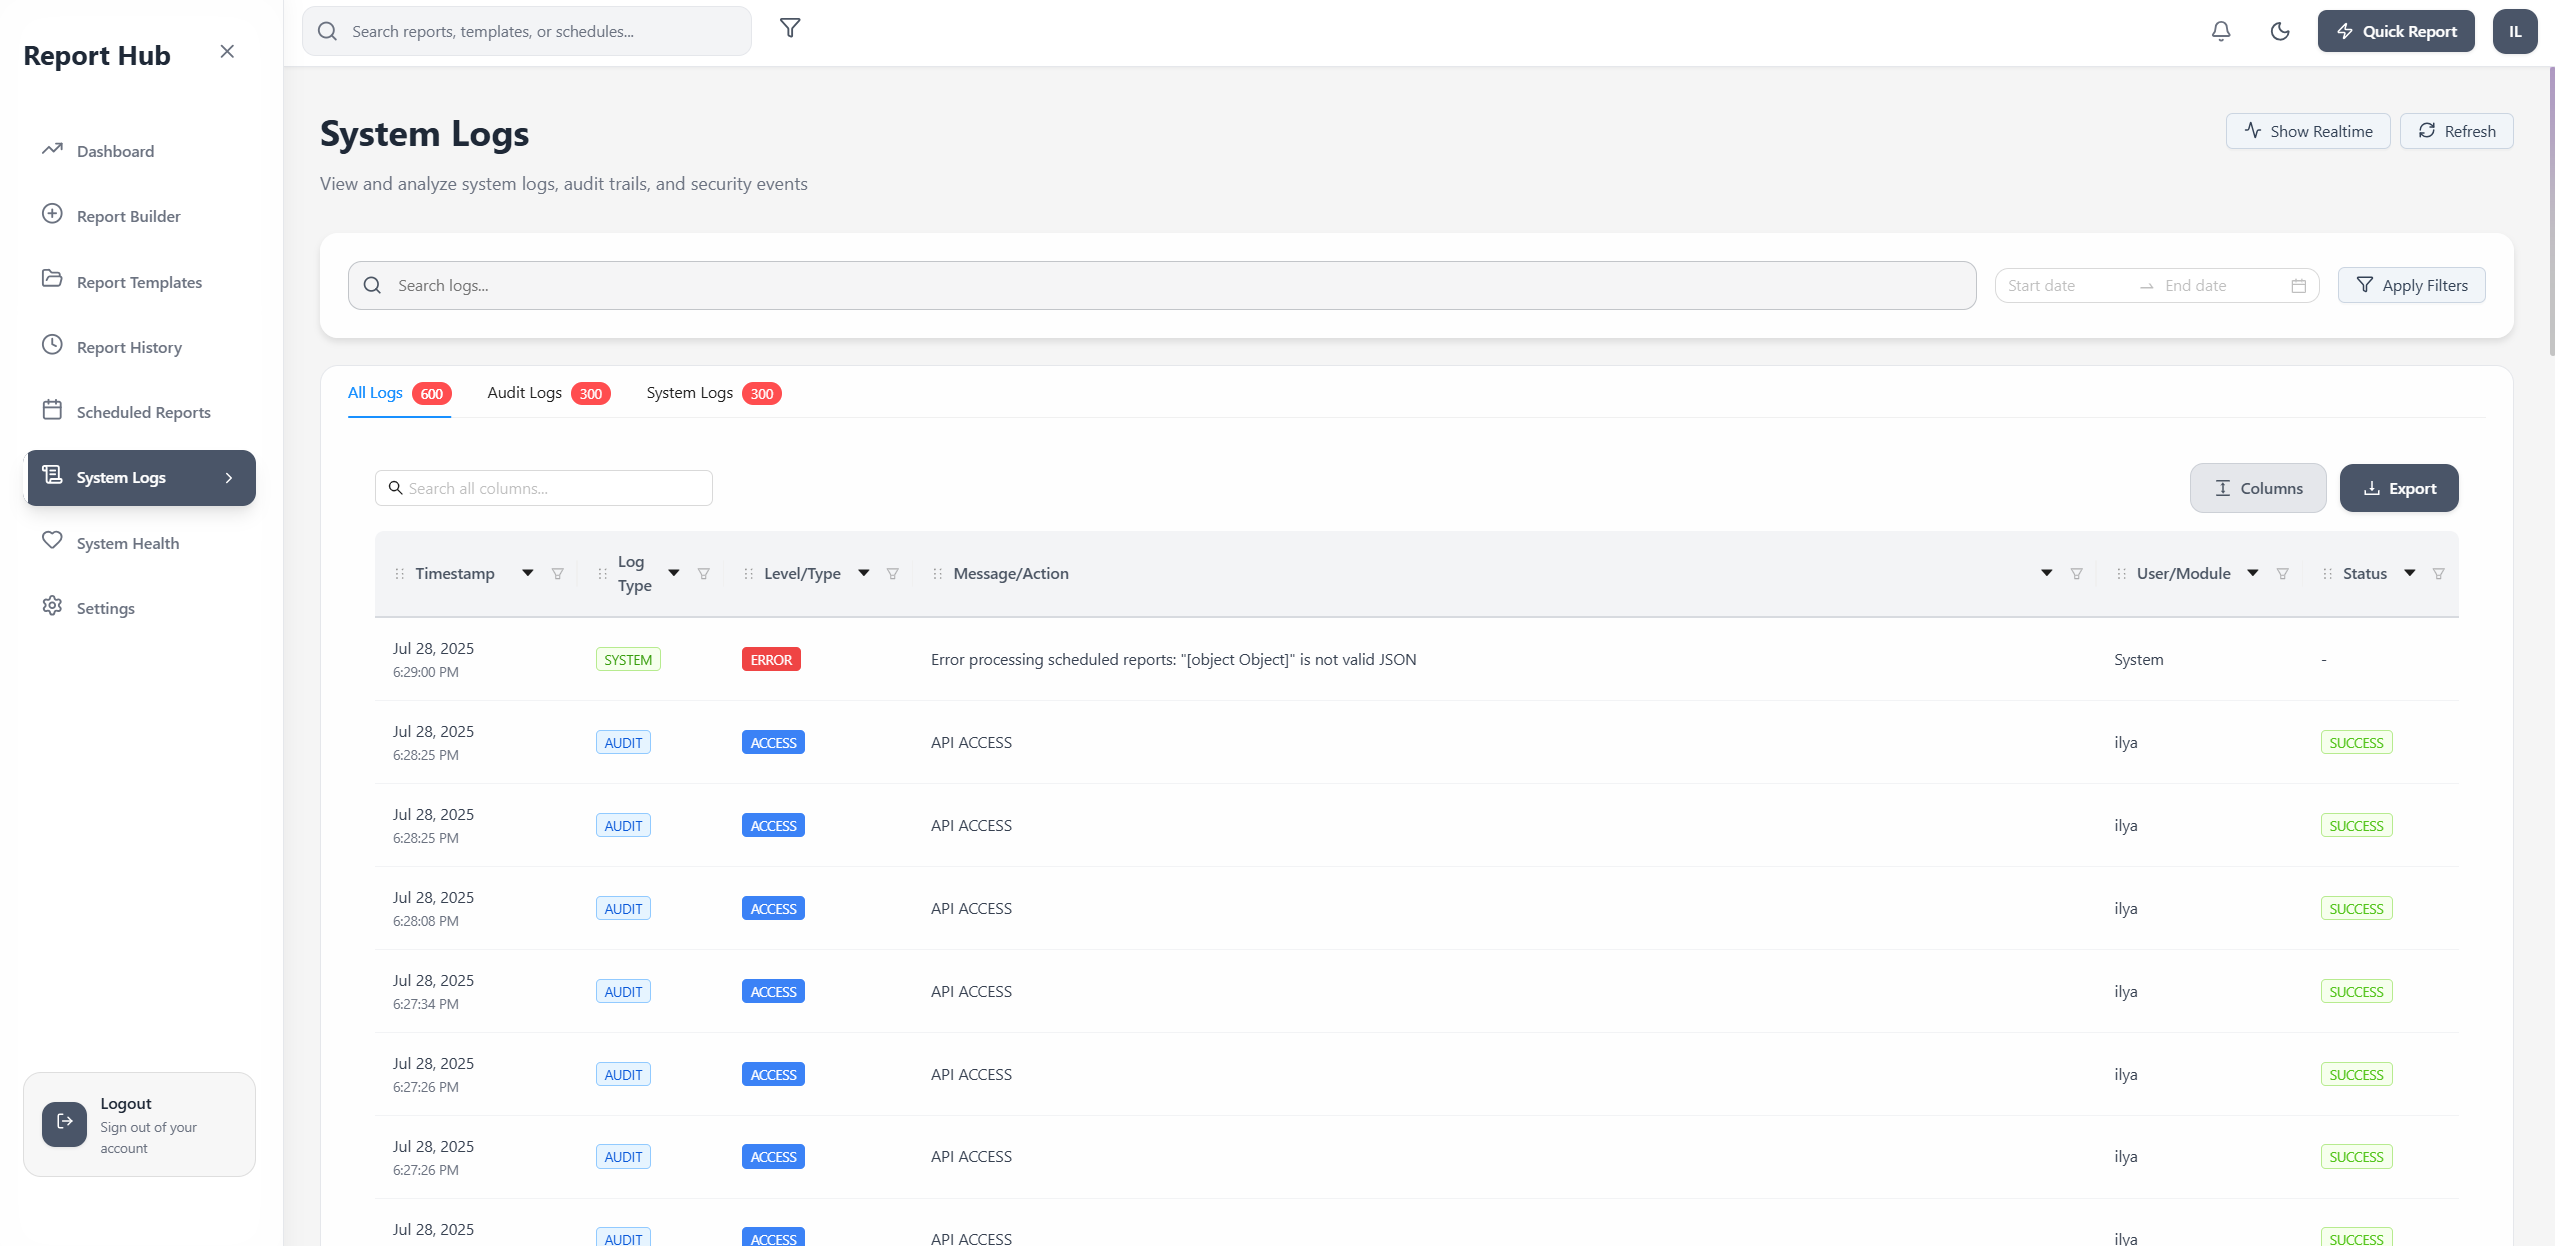 Report Hub
Search reports, templates, or schedules...
Quick Report
IL
Dashboard
Report Builder
Report Templates
Report History
Scheduled Reports
System Logs
System Health
Settings
Logout
Sign out of your
account
System Logs
View and analyze system logs, audit trails, and security events
Show Realtime
Refresh
Search logs...
Start date
End date
Apply Filters
All Logs 600
Audit Logs 300
System Logs 300
Search all columns...
Columns
Export
Timestamp Log Type Level/Type Message/Action User/Module Status
Jul 28, 2025
6:29:00 PM
SYSTEM ERROR Error processing scheduled reports: "[object Object]" is not valid JSON System -
Jul 28, 2025
6:28:25 PM
AUDIT ACCESS API ACCESS ilya SUCCESS
Jul 28, 2025
6:28:25 PM
AUDIT ACCESS API ACCESS ilya SUCCESS
Jul 28, 2025
6:28:08 PM
AUDIT ACCESS API ACCESS ilya SUCCESS
Jul 28, 2025
6:27:34 PM
AUDIT ACCESS API ACCESS ilya SUCCESS
Jul 28, 2025
6:27:26 PM
AUDIT ACCESS API ACCESS ilya SUCCESS
Jul 28, 2025
6:27:26 PM
AUDIT ACCESS API ACCESS ilya SUCCESS
Jul 28, 2025
AUDIT ACCESS API ACCESS ilya SUCCESS